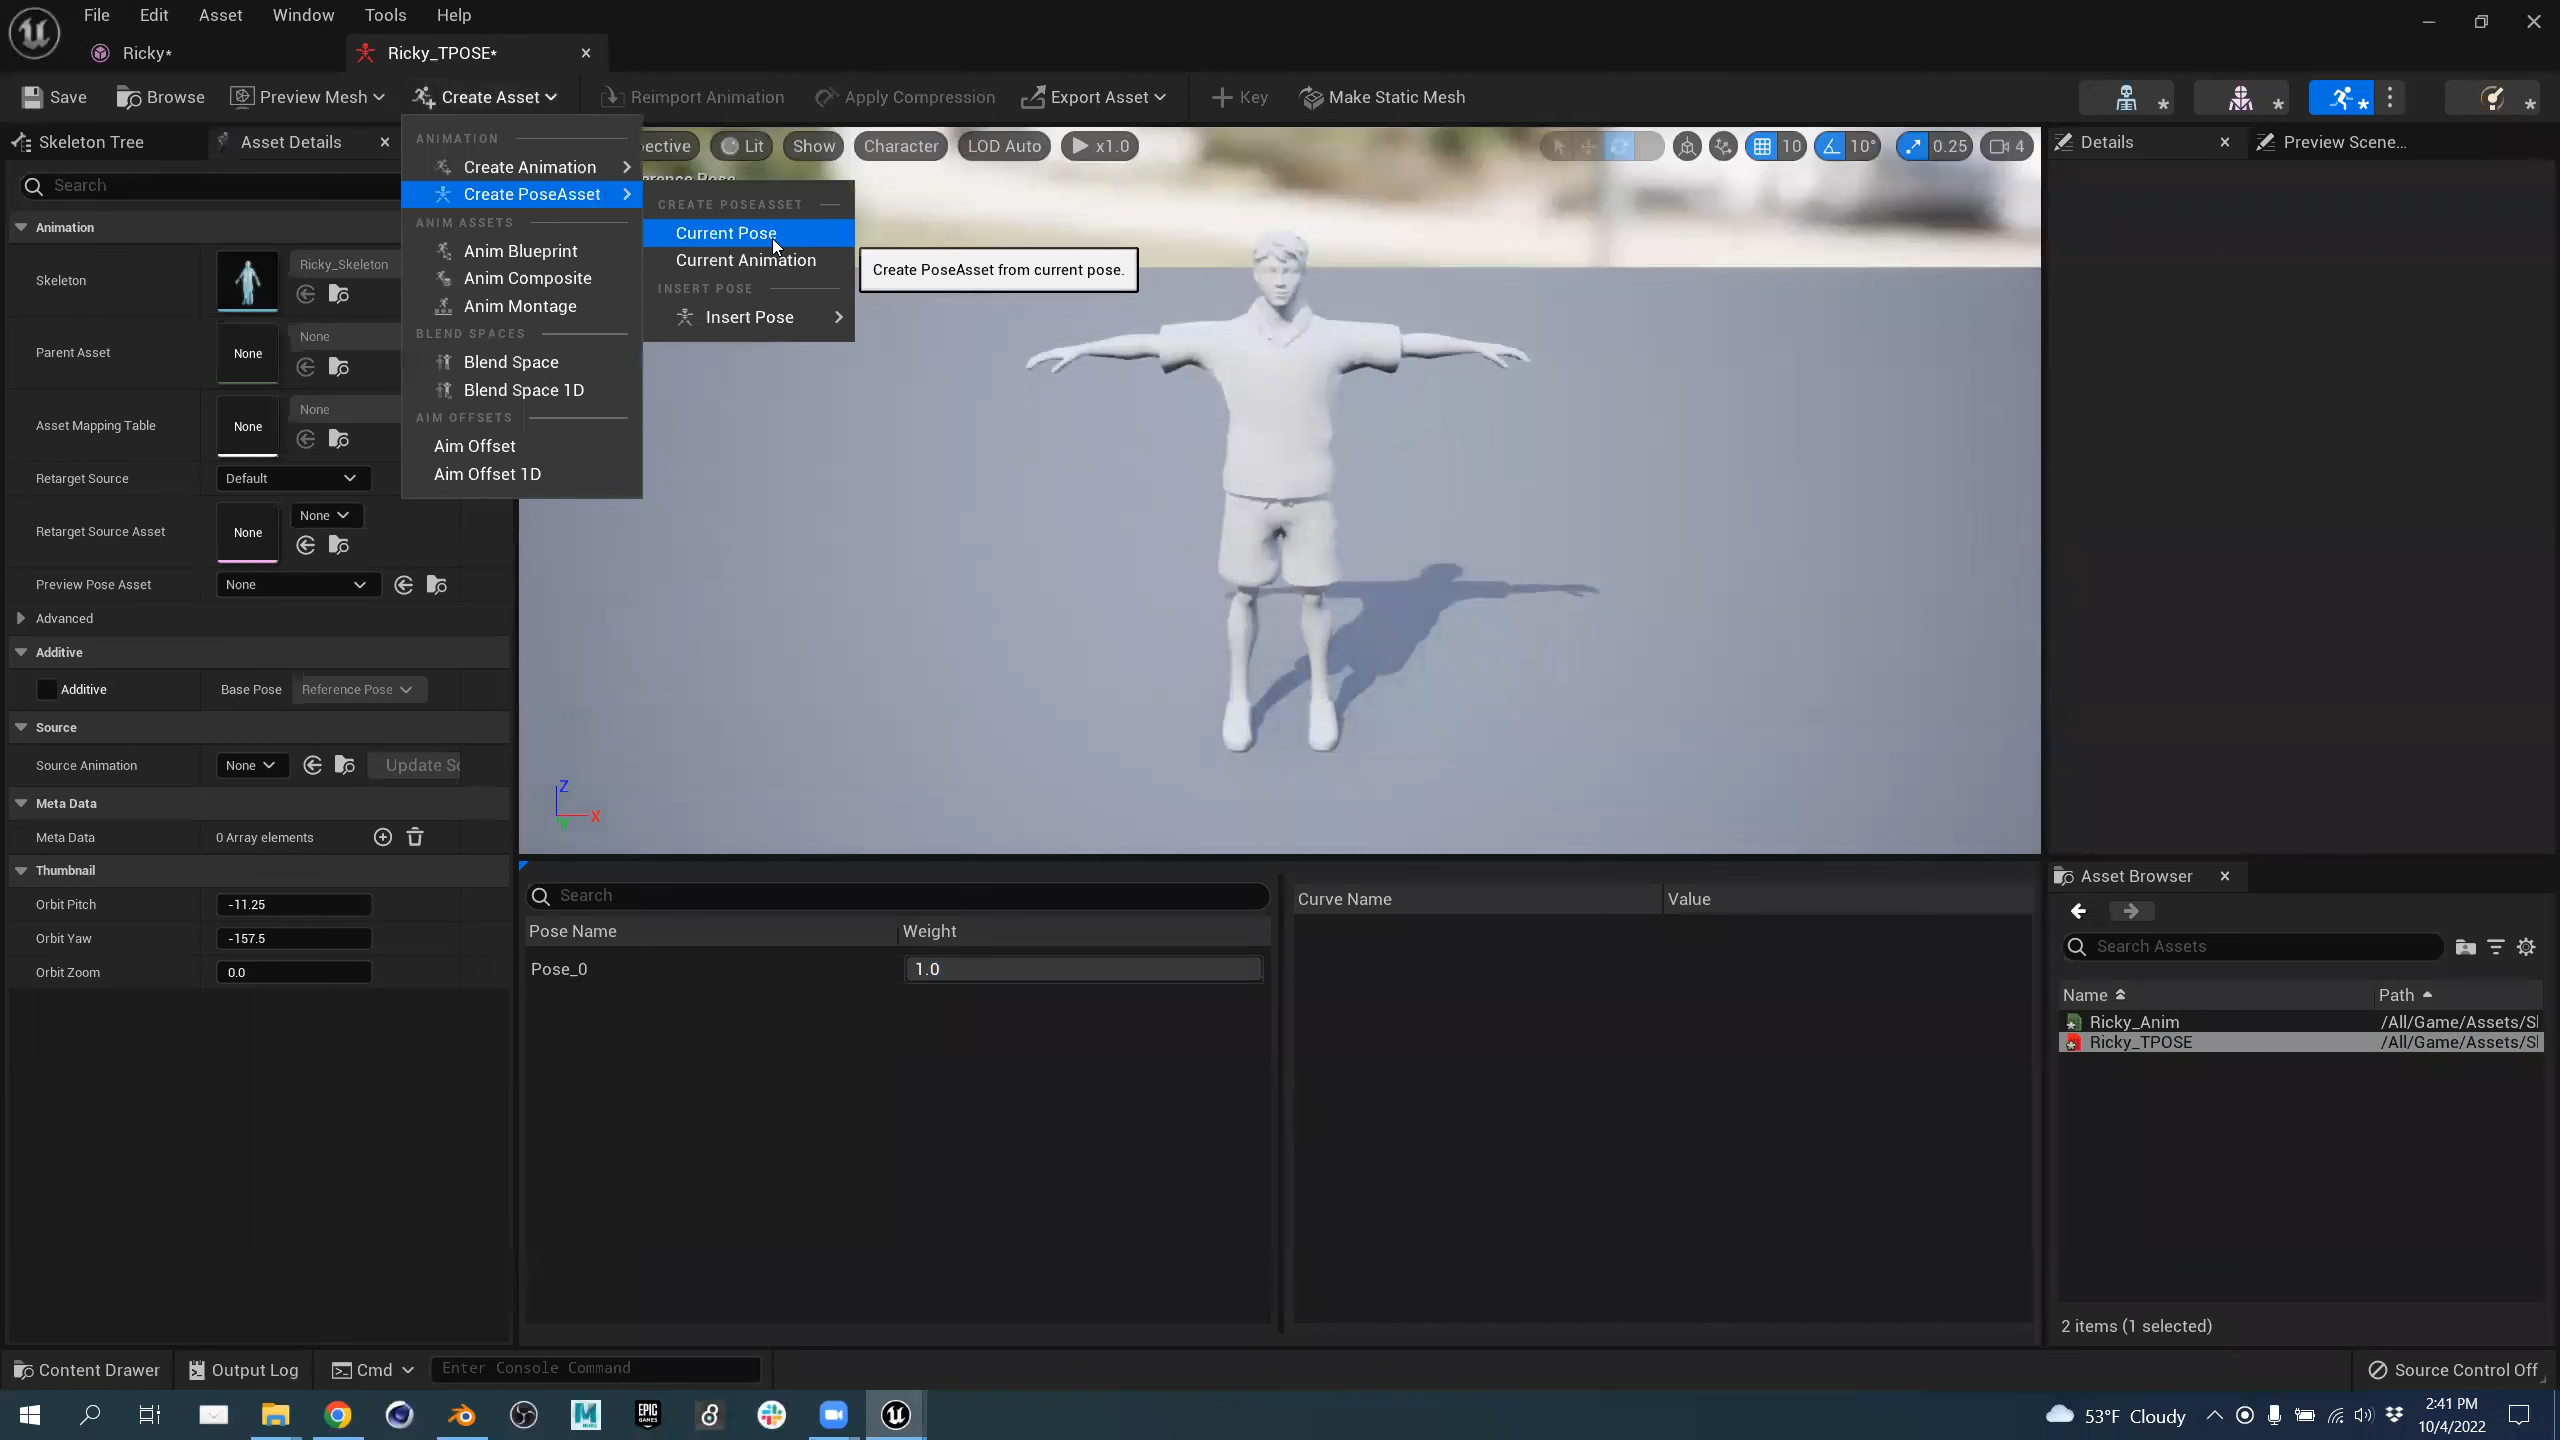 File Edit Asset Window Tools Help
Ricky*
Ricky_TPOSE*
Save Browse Preview Mesh Create Asset Reimport Animation Apply Compression Export Asset Key Make Static Mesh
Skeleton Tree Asset Details
Search
Animation
Skeleton
Ricky_Skeleton
Parent Asset
None
None
Asset Mapping Table
None
None
Retarget Source
Default
Retarget Source Asset
None
None
Preview Pose Asset
None
Advanced
Additive
Additive
Base Pose
Reference Pose
Source
Source Animation
None
Update So
Meta Data
Meta Data
0 Array elements
Thumbnail
Orbit Pitch
-11.25
Orbit Yaw
-157.5
Orbit Zoom
0.0
ANIMATION
Create Animation
Create PoseAsset
ANIM ASSETS
Anim Blueprint
Anim Composite
Anim Montage
BLEND SPACES
Blend Space
Blend Space 1D
AIM OFFSETS
Aim Offset
Aim Offset 1D
CREATE POSEASSET
Current Pose
Current Animation
INSERT POSE
Insert Pose
Create PoseAsset from current pose.
pective Lit Show Character LOD Auto x1.0
erence Pose
10 10° 0.25 4
Z
X
Y
Search
Pose Name Weight
Pose_0 1.0
Curve Name Value
Details
Preview Scene...
Asset Browser
Search Assets
Name Path
Ricky_Anim /All/Game/Assets/Sl
Ricky_TPOSE /All/Game/Assets/Sl
2 items (1 selected)
Content Drawer Output Log Cmd Enter Console Command Source Control Off
MAYA
EPIC
GAMES
53°F Cloudy
2:41 PM
10/4/2022